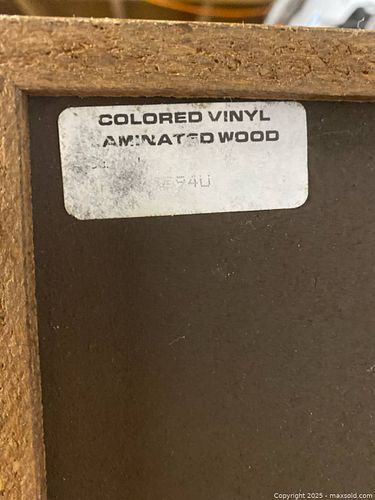 COLORED VINYL
AMINATED WOOD
Copyright 2025 - maxsold.com